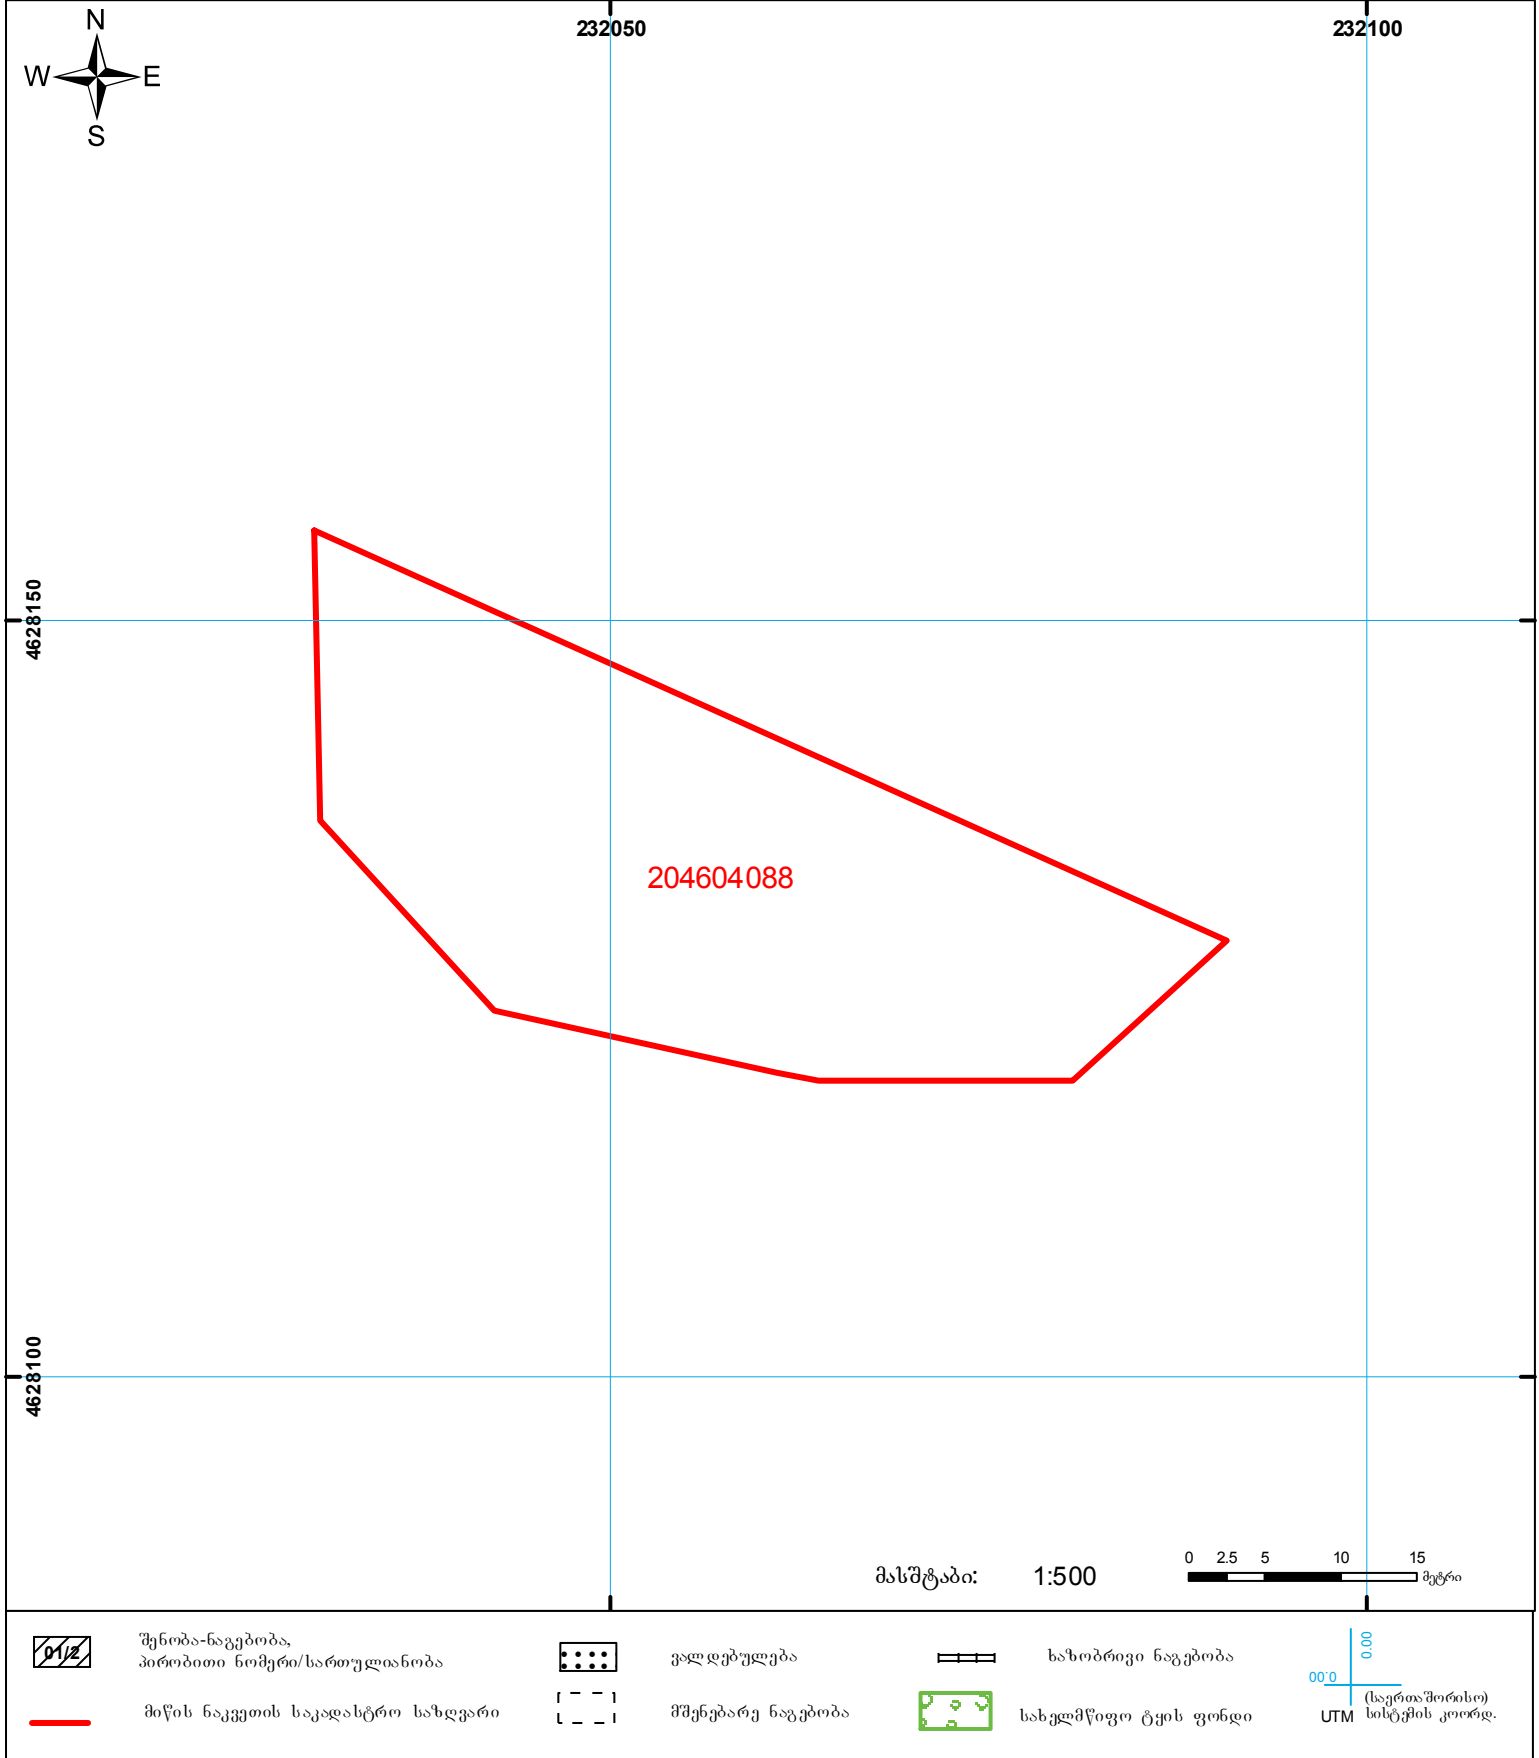 N
W E
S
232050
232100
4628150
4628100
204604088
მასშტაბი: 1:500
0 2.5 5 10 15
მეტრი
01/2
შენობა-ნაგებობა,
პირობითი ნომერი/სართულიანობა
ვალდებულება
ხაზობრივი ნაგებობა
მიწის ნაკვეთის საკადასტრო საზღვარი
მშენებარე ნაგებობა
სახელმწიფო ტყის ფონდი
00.0
00.0
UTM
(საერთაშორისო)
სისტემის კოორდ.